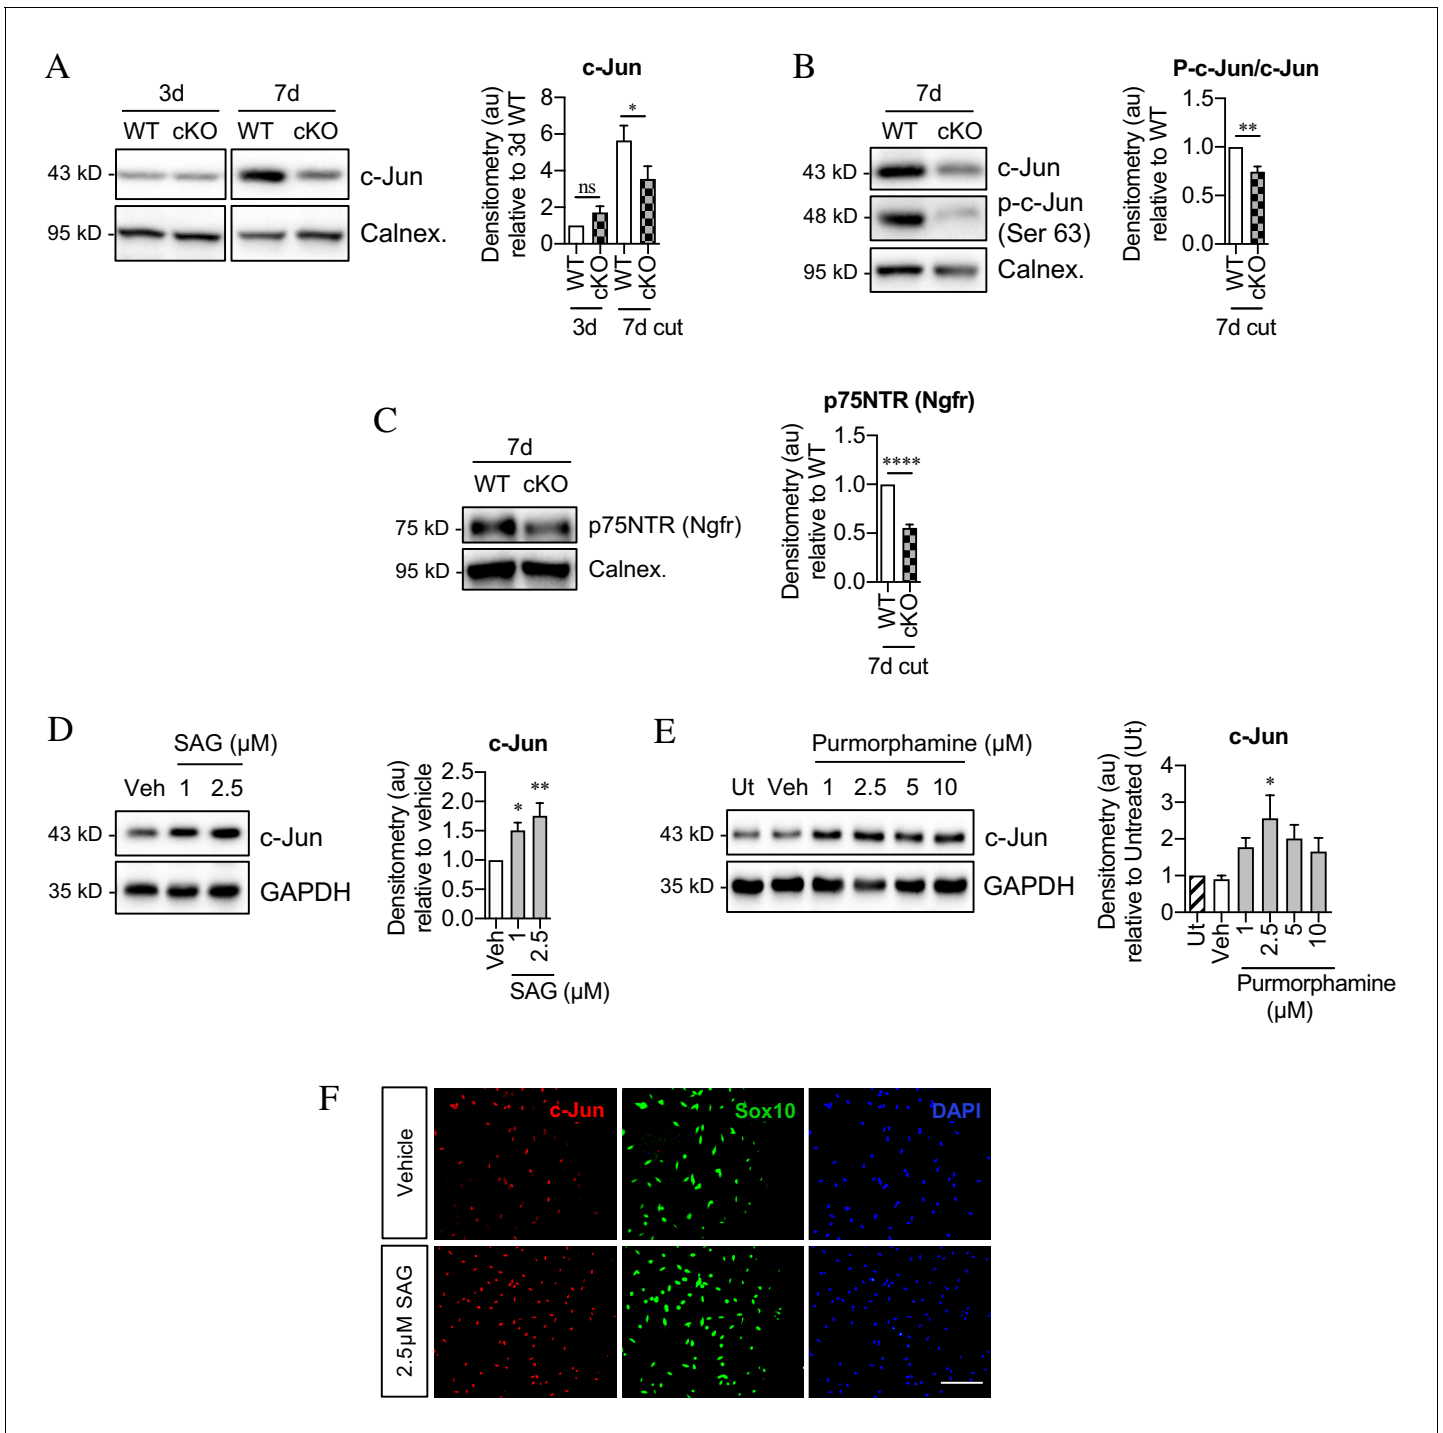 A
3d
7d
WT cKO WT cKO
43 kD
c-Jun
95 kD
Calnex.
c-Jun
Densitometry (au)
relative to 3d WT
8
6
4
2
0
ns
*
WT
cKO
WT
cKO
3d
7d cut
B
7d
WT cKO
43 kD
c-Jun
48 kD
p-c-Jun
(Ser 63)
95 kD
Calnex.
P-c-Jun/c-Jun
Densitometry (au)
relative to WT
1.5
1.0
0.5
0.0
**
WT
cKO
7d cut
C
7d
WT cKO
75 kD
p75NTR (Ngfr)
95 kD
Calnex.
p75NTR (Ngfr)
Densitometry (au)
relative to WT
1.5
1.0
0.5
0.0
****
WT
cKO
7d cut
D
SAG (µM)
Veh 1 2.5
43 kD
c-Jun
35 kD
GAPDH
c-Jun
Densitometry (au)
relative to vehicle
2.5
2.0
1.5
1.0
0.5
0.0
*
**
Veh
1
2.5
SAG (µM)
E
Purmorphamine (µM)
Ut Veh 1 2.5 5 10
43 kD
c-Jun
35 kD
GAPDH
c-Jun
Densitometry (au)
relative to Untreated (Ut)
4
3
2
1
0
*
Ut
Veh
1
2.5
5
10
Purmorphamine
(µM)
F
Vehicle
c-Jun
Sox10
DAPI
2.5µM SAG